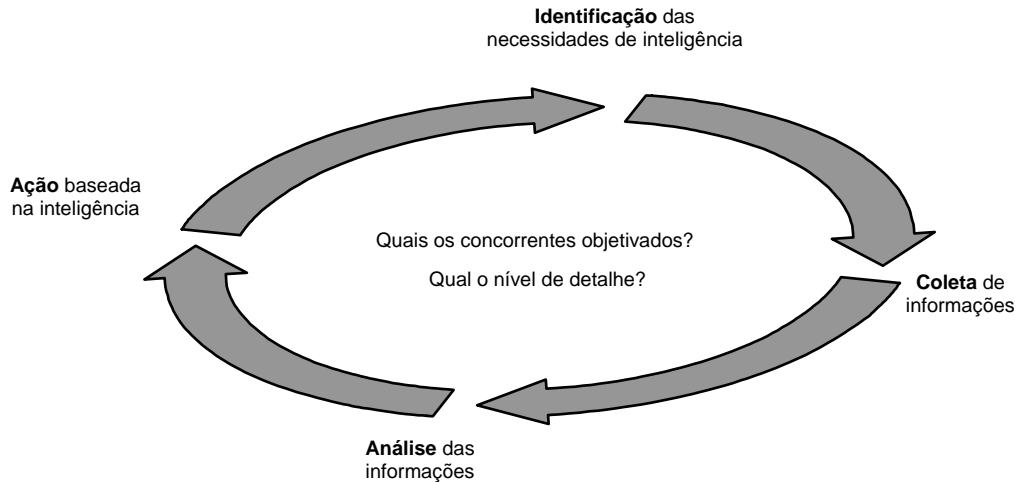 Identificação das
necessidades de inteligência
Ação baseada
na inteligência
Quais os concorrentes objetivados?
Qual o nível de detalhe?
Coleta de
informações
Análise das
informações